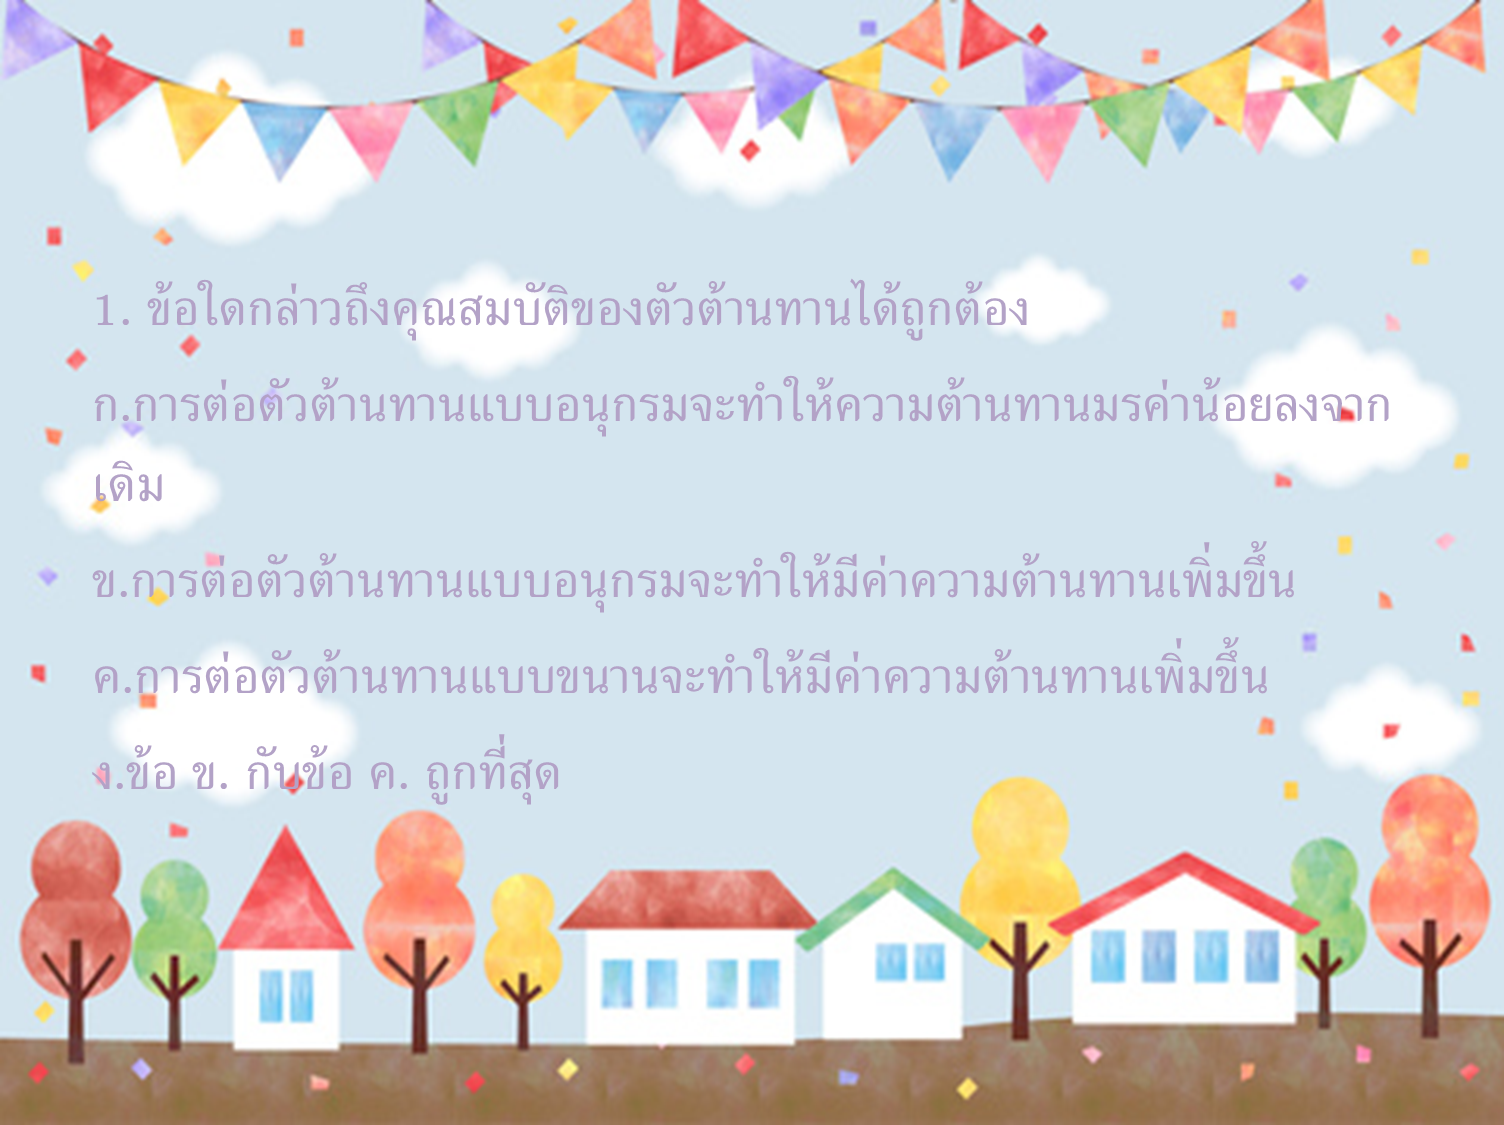 1. ข้อใดกล่าวถึงคุณสมบัติของตัวต้านทานได้ถูกต้อง
ก.การต่อตัวต้านทานแบบอนุกรมจะทำให้ความต้านทานมรค่าน้อยลงจาก
เดิม
ข.การต่อตัวต้านทานแบบอนุกรมจะทำให้มีค่าความต้านทานเพิ่มขึ้น
ค.การต่อตัวต้านทานแบบขนานจะทำให้มีค่าความต้านทานเพิ่มขึ้น
ง.ข้อ ข. กับข้อ ค. ถูกที่สุด